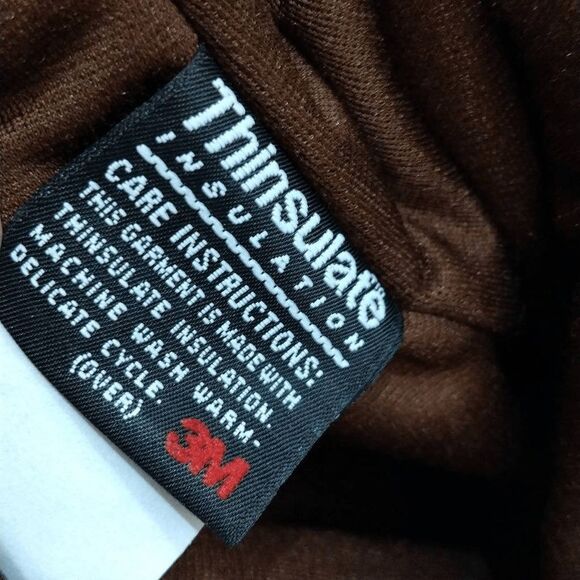 Thinsulate
INSULATION
CARE INSTRUCTIONS:
THIS GARMENT IS MADE WITH
THINSULATE INSULATION.
MACHINE WASH WARM-
DELICATE CYCLE.
(OVER)
3M